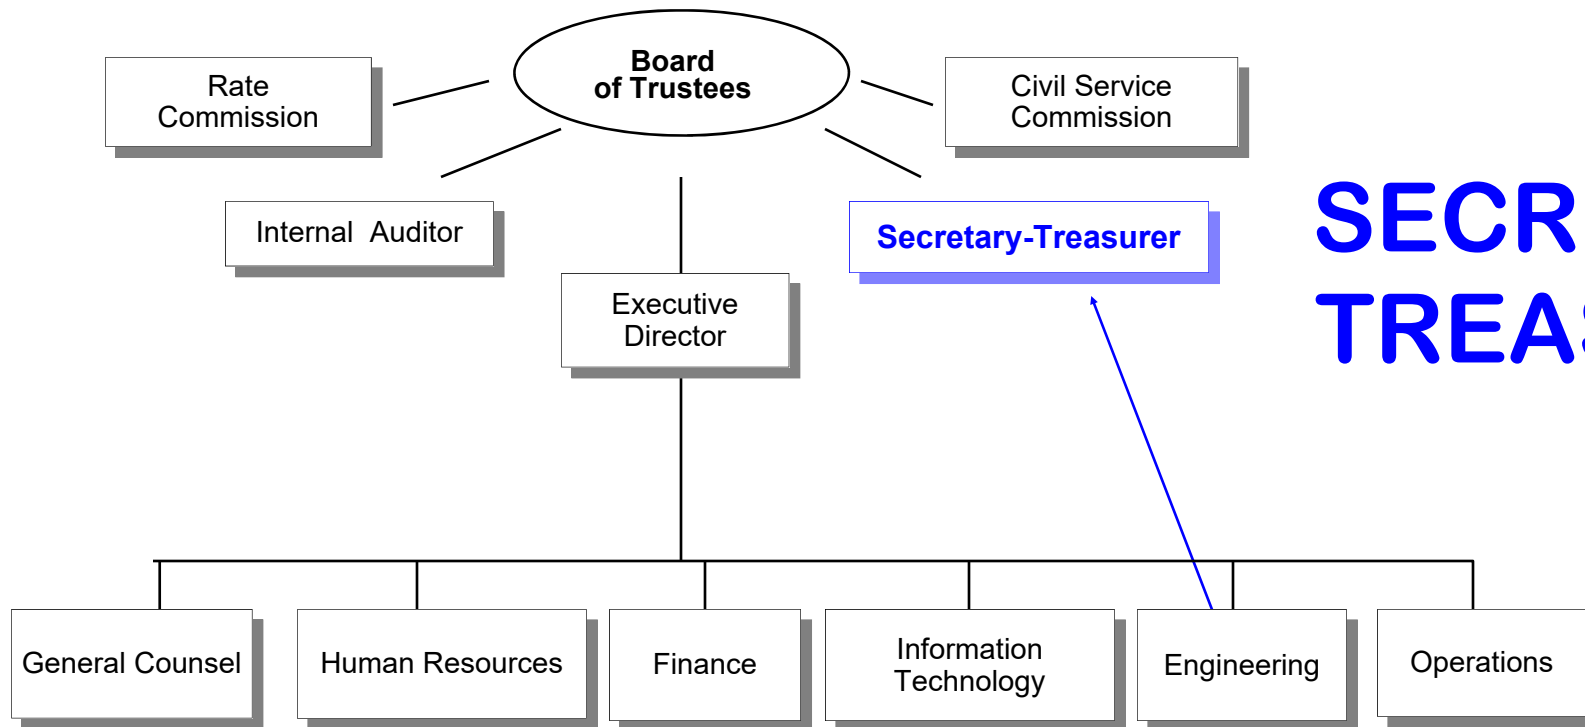 Board
of Trustees
Rate
Commission
Civil Service
Commission
Internal Auditor
Secretary-Treasurer
Executive
Director
General Counsel
Human Resources
Finance
Information
Technology
Engineering
Operations